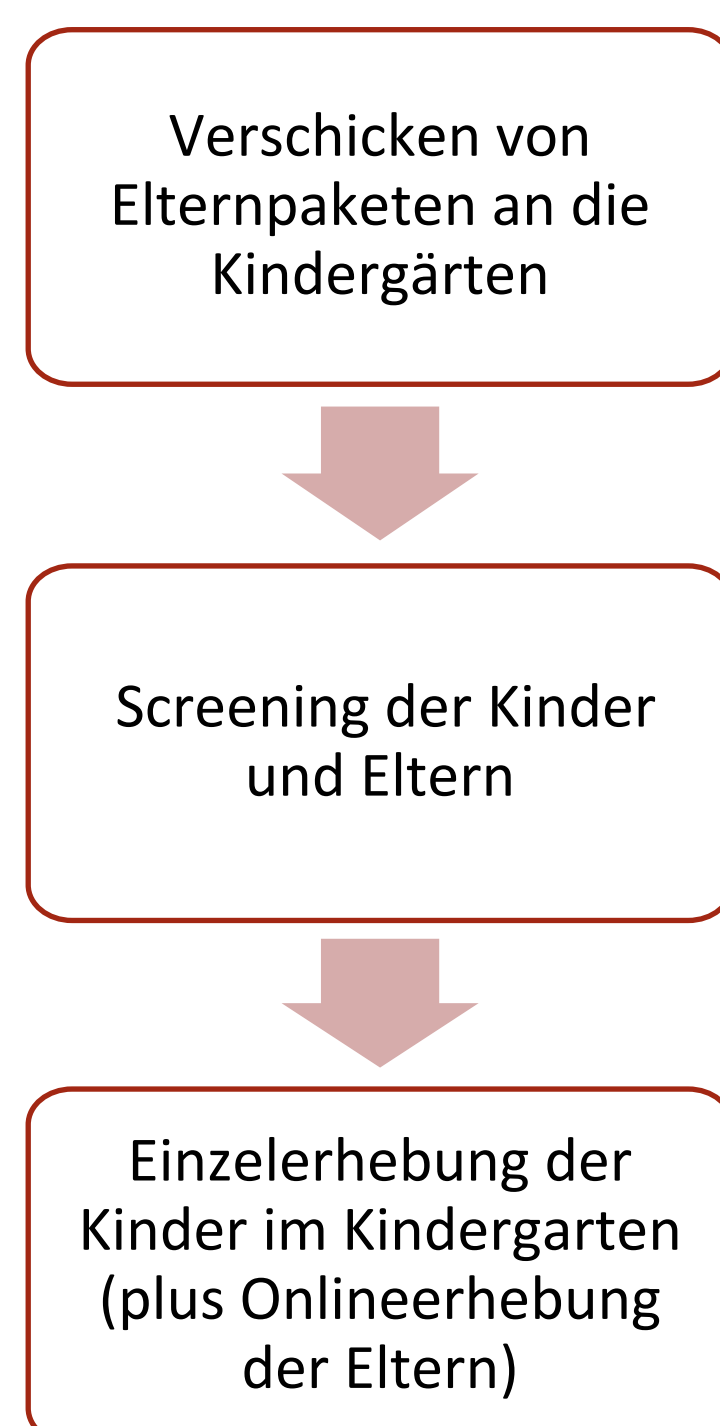 Verschicken von
Elternpaketen an die
Kindergärten
Screening der Kinder
und Eltern
Einzelerhebung der
Kinder im Kindergarten
(plus Onlineerhebung
der Eltern)